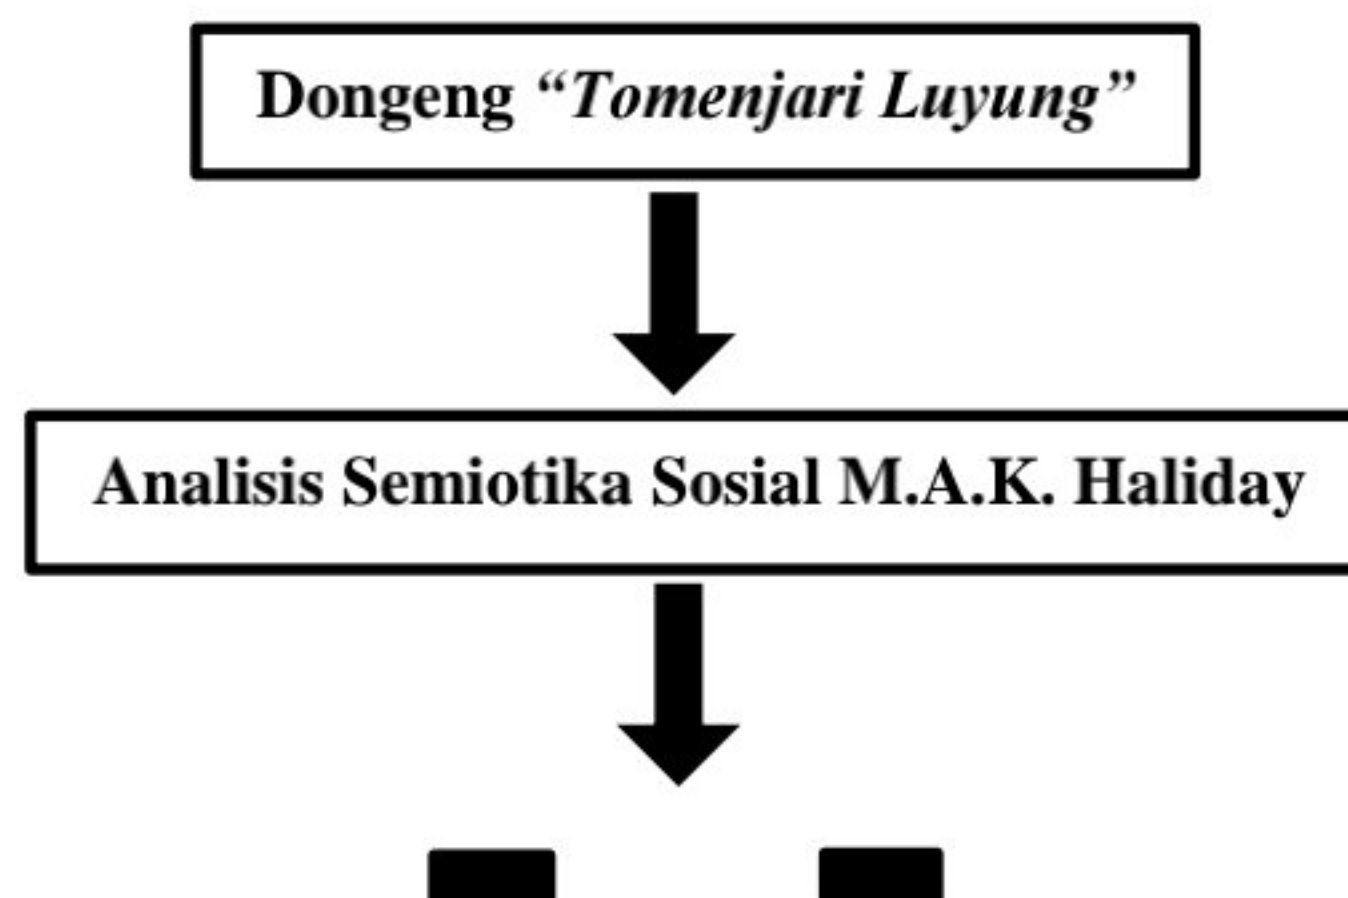 Dongeng “Tomenjari Luyung”
Analisis Semiotika Sosial M.A.K. Haliday